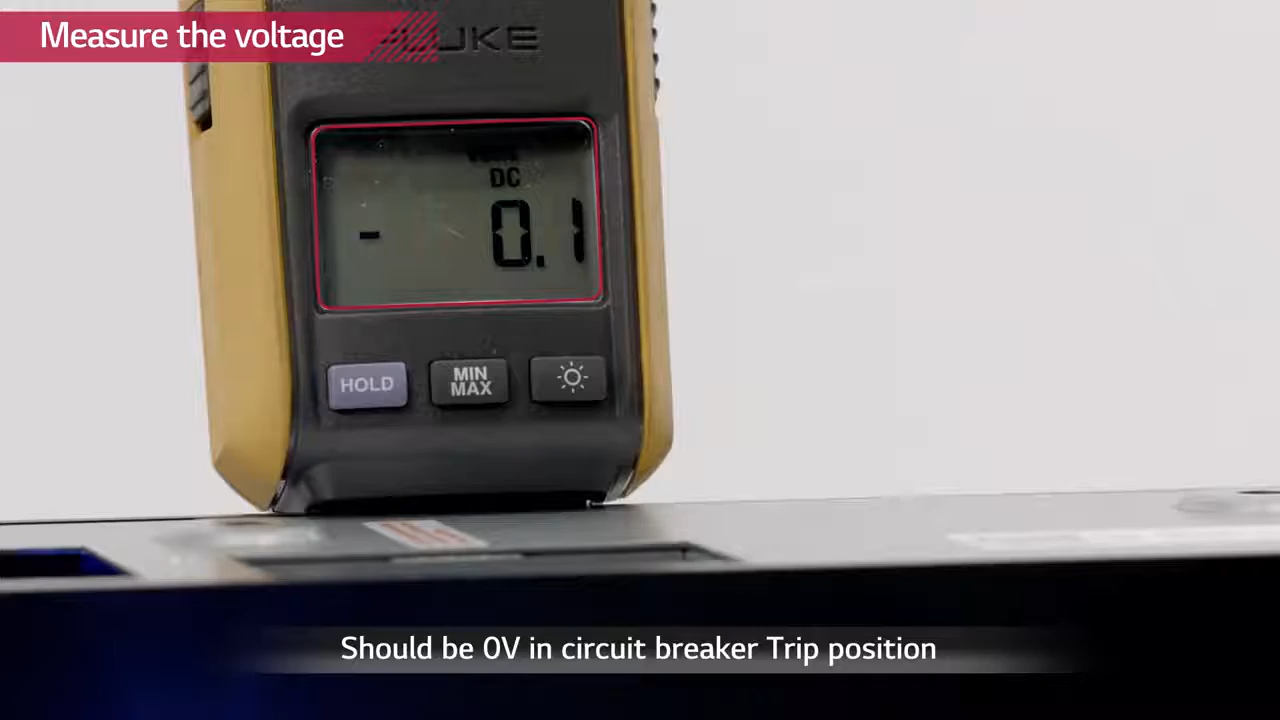 Measure the voltage
DC
- 0.1
HOLD
MIN
MAX
Should be 0V in circuit breaker Trip position